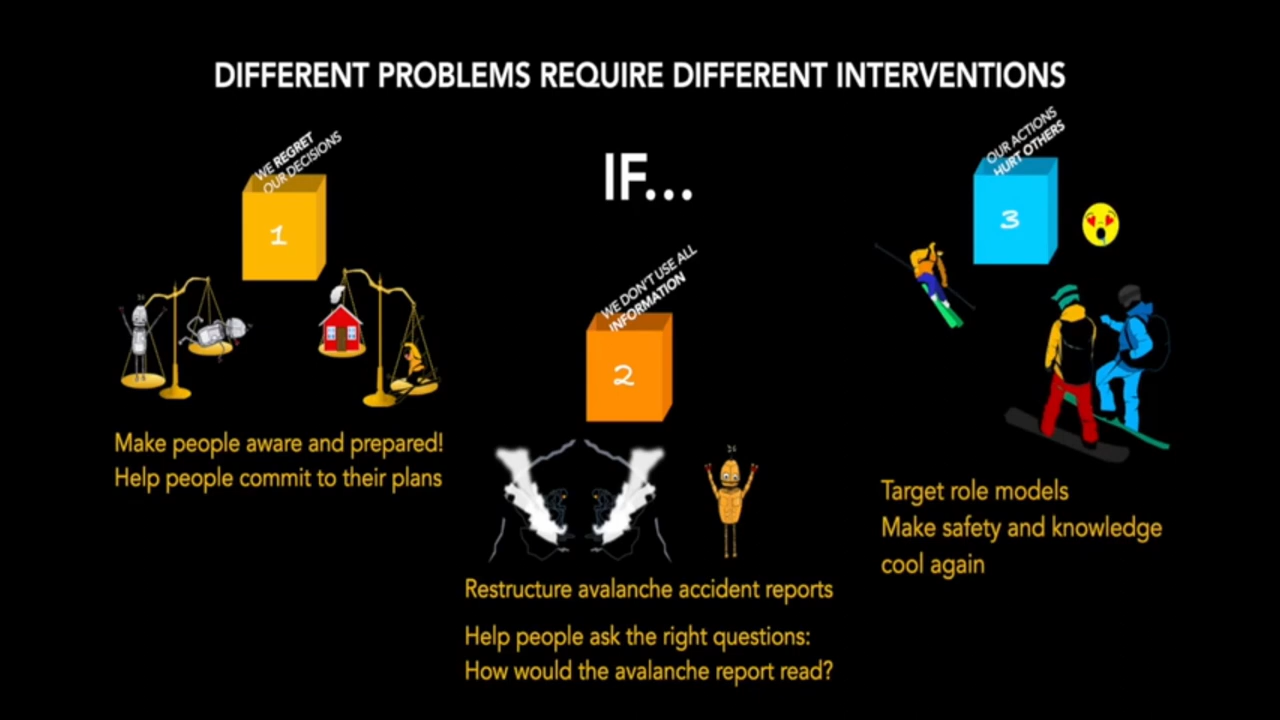 DIFFERENT PROBLEMS REQUIRE DIFFERENT INTERVENTIONS
IF...
WE REGRET
OUR DECISIONS
1
Make people aware and prepared!
Help people commit to their plans
WE DON'T USE ALL
INFORMATION
2
Restructure avalanche accident reports
Help people ask the right questions:
How would the avalanche report read?
OUR ACTIONS
HURT OTHERS
3
Target role models
Make safety and knowledge
cool again